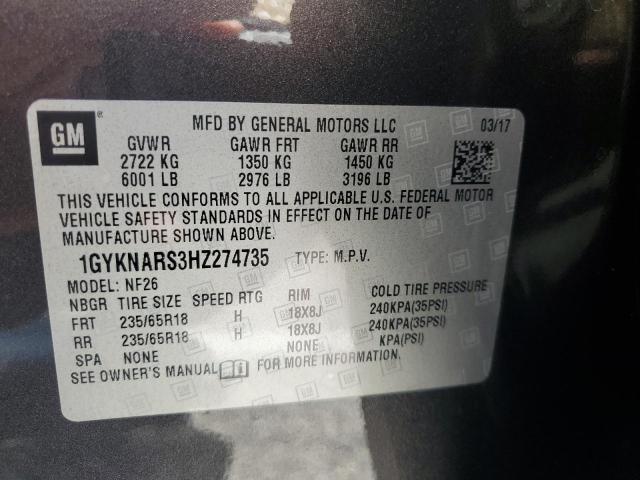 GM
MFD BY GENERAL MOTORS LLC 03/17
GVWR GAWR FRT GAWR RR
2722 KG 1350 KG 1450 KG
6001 LB 2976 LB 3196 LB
THIS VEHICLE CONFORMS TO ALL APPLICABLE U.S. FEDERAL MOTOR
VEHICLE SAFETY STANDARDS IN EFFECT ON THE DATE OF
MANUFACTURE SHOWN ABOVE.
1GYKNARS3HZ274735 TYPE: M.P.V.
MODEL: NF26
NBGR TIRE SIZE SPEED RTG RIM COLD TIRE PRESSURE
FRT 235/65R18 H 18X8J 240KPA(35PSI)
RR 235/65R18 H 18X8J 240KPA(35PSI)
SPA NONE NONE KPA(PSI)
SEE OWNER'S MANUAL FOR MORE INFORMATION.